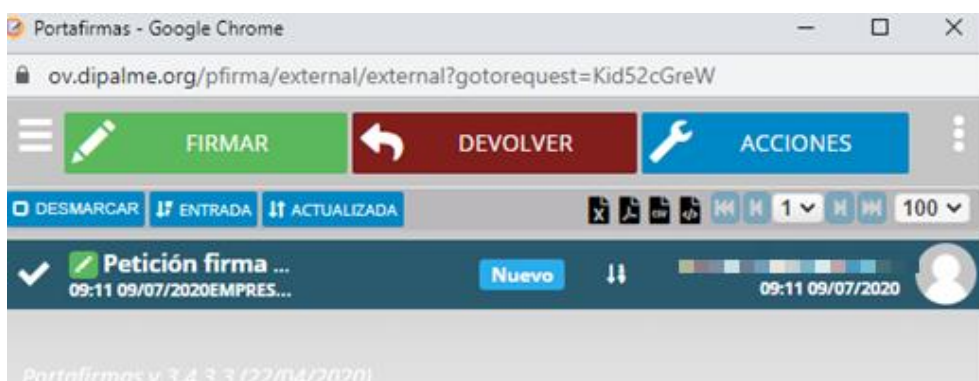 Portafirmas - Google Chrome
ov.dipalme.org/pfirma/external/external?gotorequest=Kid52cGreW
FIRMAR DEVOLVER ACCIONES
DESMARCAR ENTRADA ACTUALIZADA 1 100
Petición firma ... Nuevo
09:11 09/07/2020EMPRES... 09:11 09/07/2020
Portafirmas v 3.4.3.3 (22/04/2020)